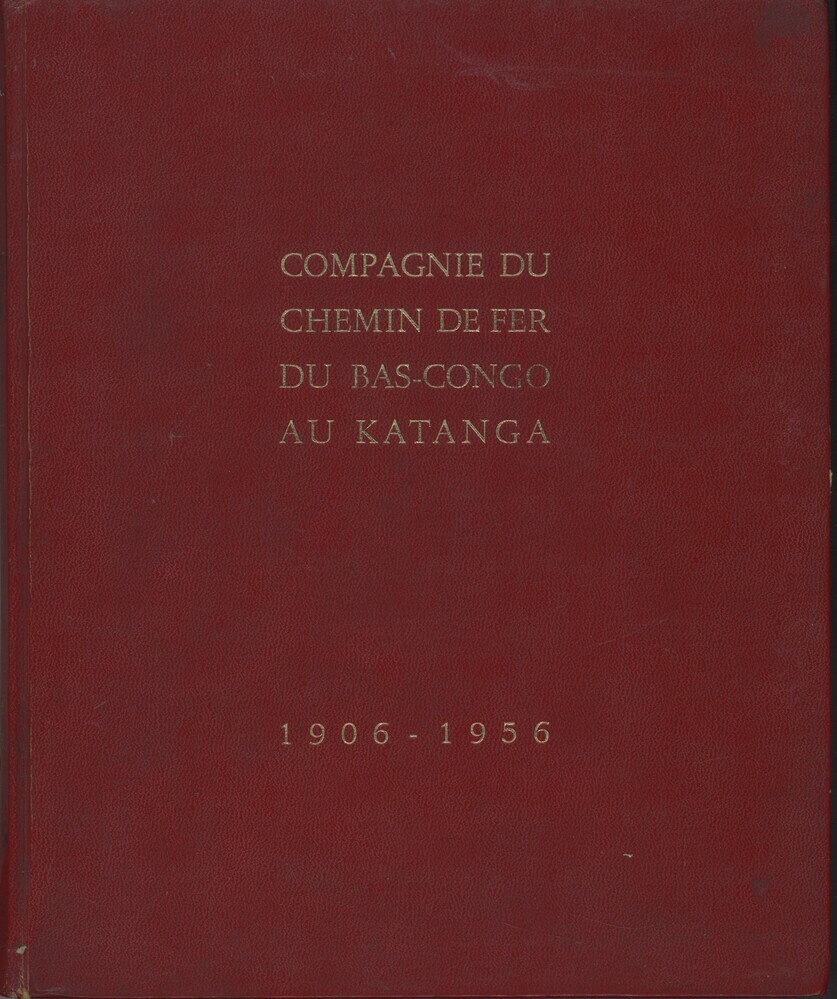 COMPAGNIE DU
CHEMIN DE FER
DU BAS-CONGO
AU KATANGA
1906 - 1956